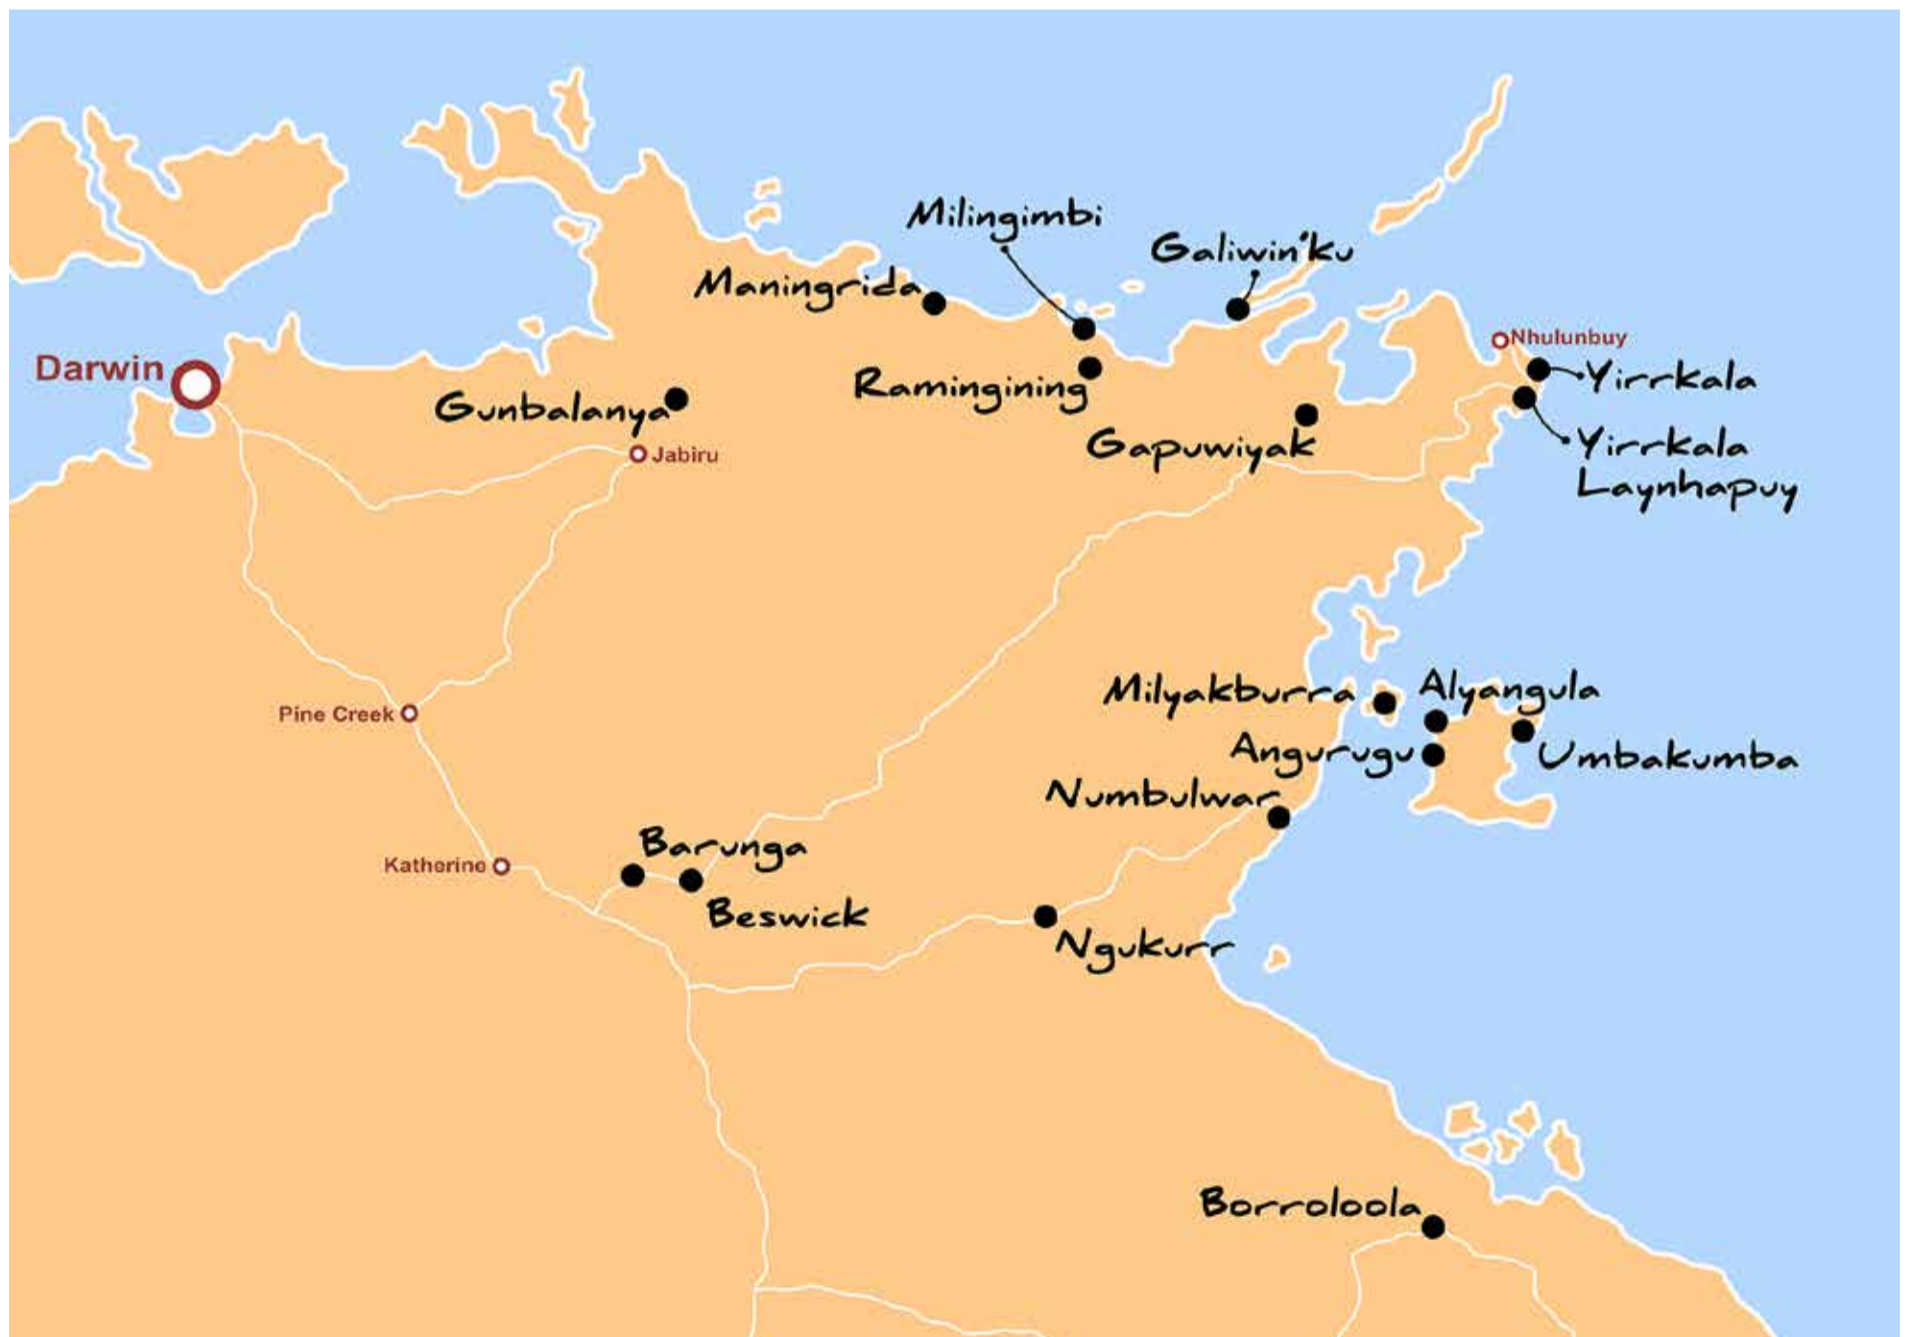 Milingimbi
Galiwin'ku
Maningrida
Nhulunbuy
Darwin
Yirrkala
Ramingining
Gunbalanya
Gapuwiyak
Yirrkala
Laynhapuy
Jabiru
Milyakburra
Alyangula
Pine Creek
Angurugu
Umbakumba
Numbulwar
Barunga
Katherine
Beswick
Ngukurr
Borroloola